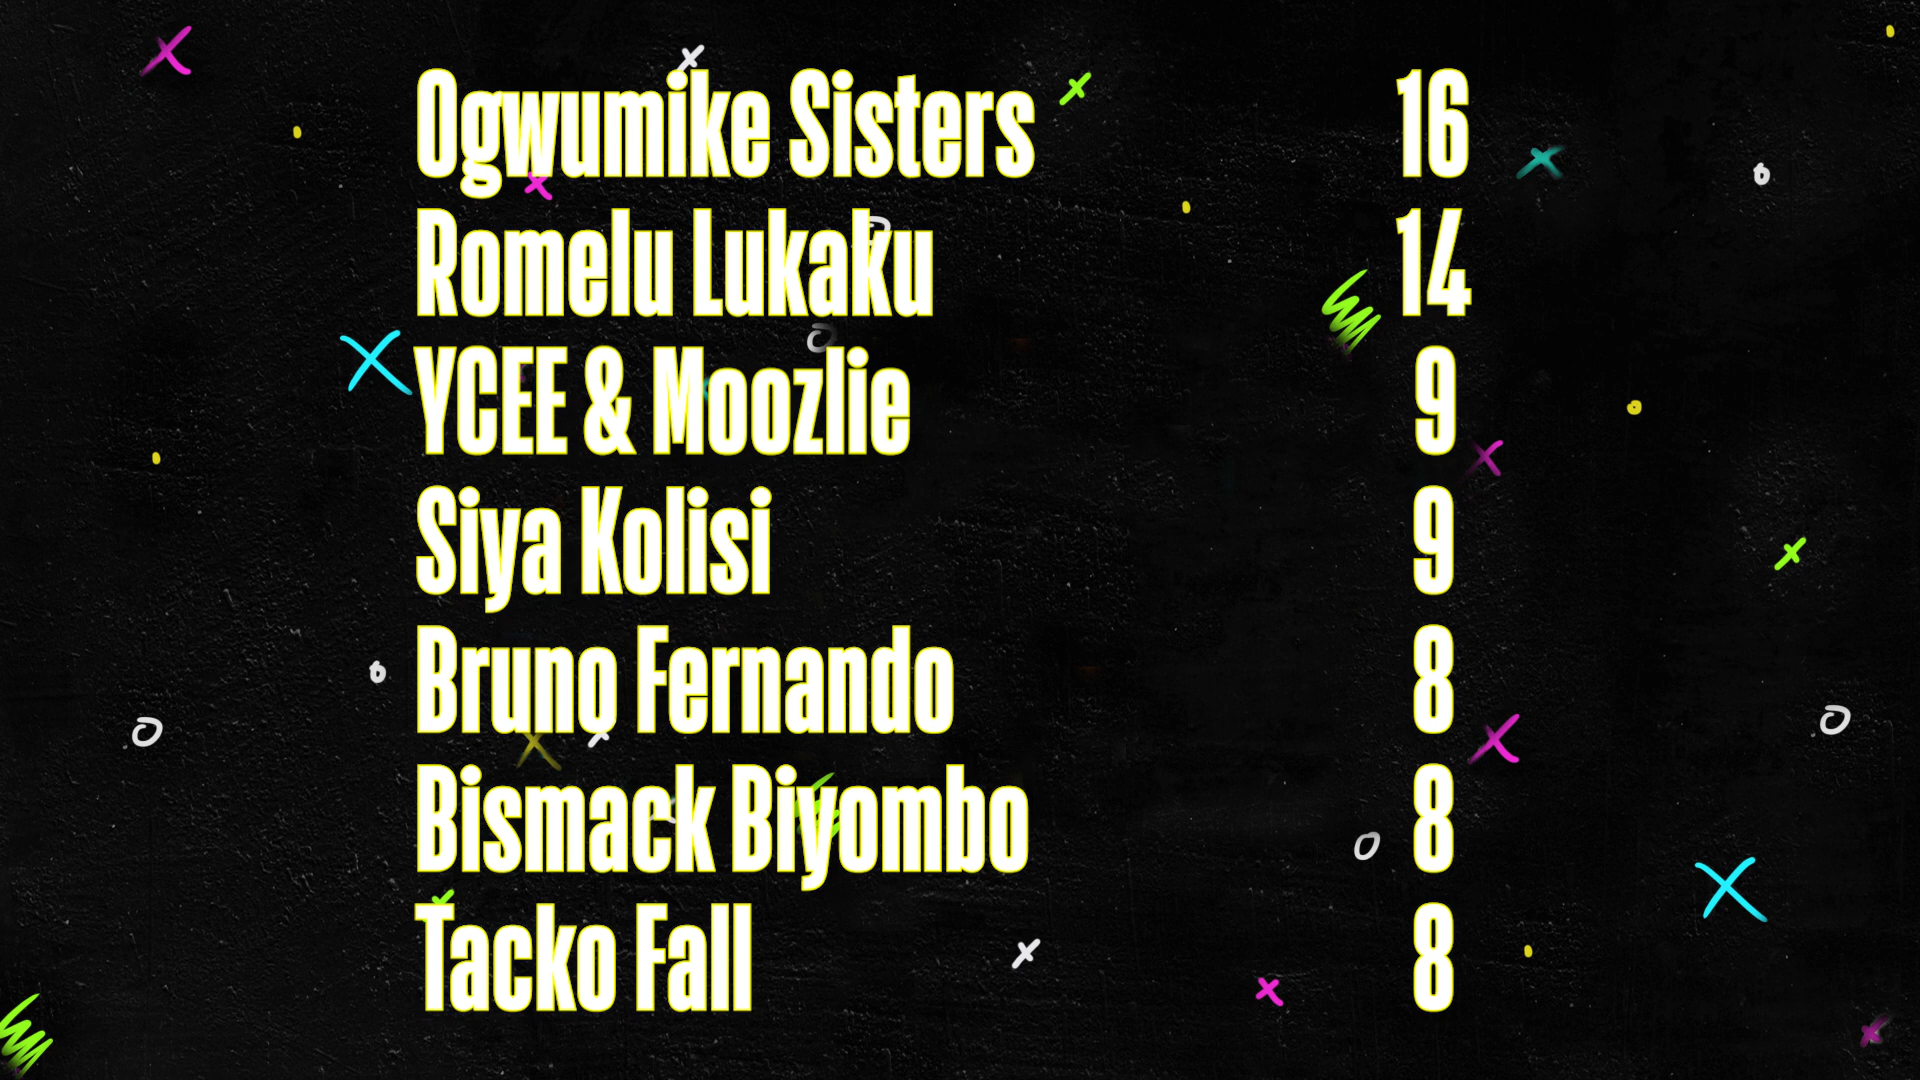 Ogwumike Sisters 16
Romelu Lukaku 14
YCEE & Moozlie 9
Siya Kolisi 9
Bruno Fernando 8
Bismack Biyombo 8
Tacko Fall 8